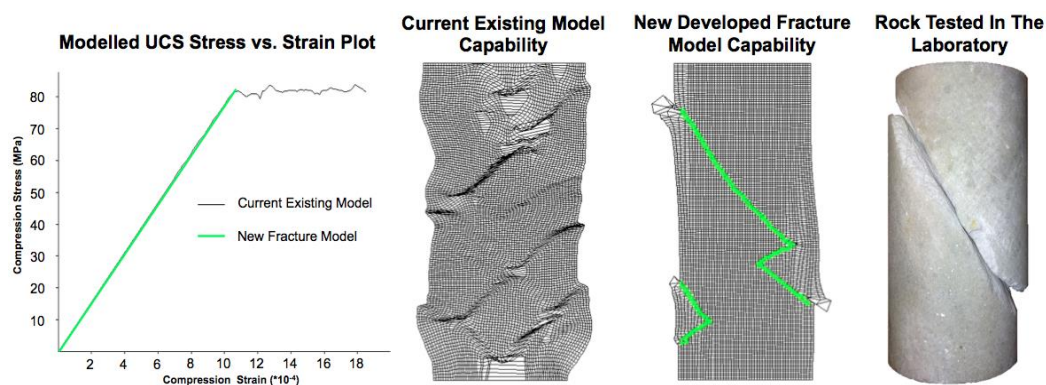 Modelled UCS Stress vs. Strain Plot
Compression Stress (MPa)
80
70
60
50
40
30
20
10
Current Existing Model
New Fracture Model
2 4 6 8 10 12 14 16 18
Compression Strain (*10⁻⁴)
Current Existing Model
Capability
New Developed Fracture
Model Capability
Rock Tested In The
Laboratory